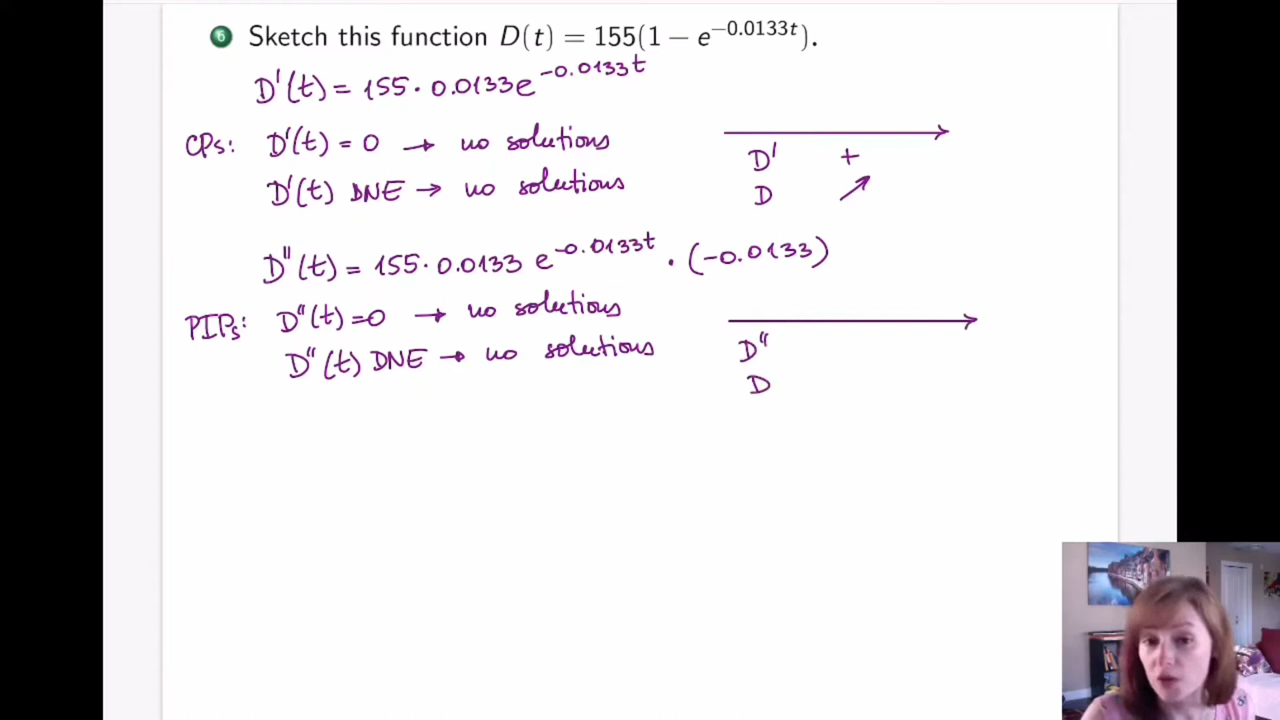 6 Sketch this function D(t) = 155(1 − e^{−0.0133t}).
D'(t) = 155 · 0.0133e^{−0.0133t}
CPs: D'(t) = 0 → no solutions
D'(t) DNE → no solutions
D' +
D ↗
D''(t) = 155 · 0.0133 e^{−0.0133t} · (−0.0133)
PIPs: D''(t) = 0 → no solutions
D''(t) DNE → no solutions
D''
D